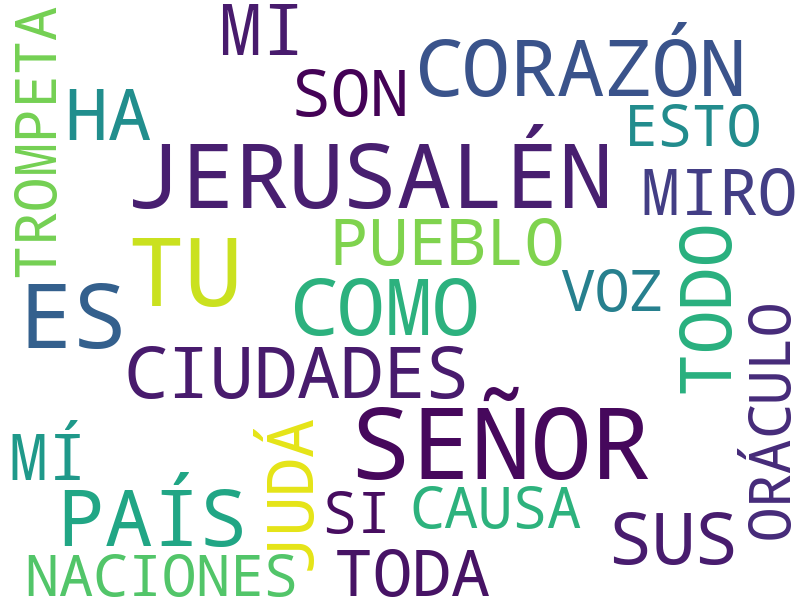 MI
CORAZÓN
TROMPETA
HA
SON
ESTO
JERUSALÉN
MIRO
PUEBLO
TU
TODO
VOZ
COMO
ES
ORÁCULO
CIUDADES
SEÑOR
MÍ
JUDÁ
PAÍS
SI
CAUSA
SUS
NACIONES
TODA